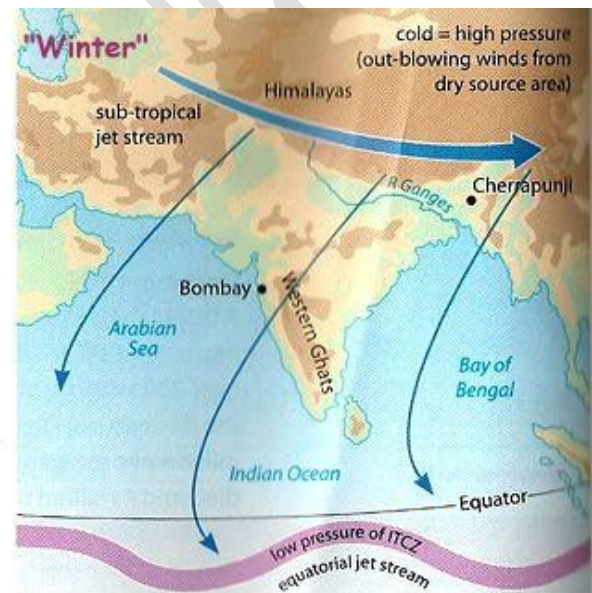 "Winter"
cold = high pressure
(out-blowing winds from
dry source area)
Himalayas
sub-tropical
jet stream
R Ganges
Cherrapunji
Bombay
Western Ghats
Arabian
Sea
Bay of
Bengal
Indian Ocean
Equator
low pressure of ITCZ
equatorial jet stream